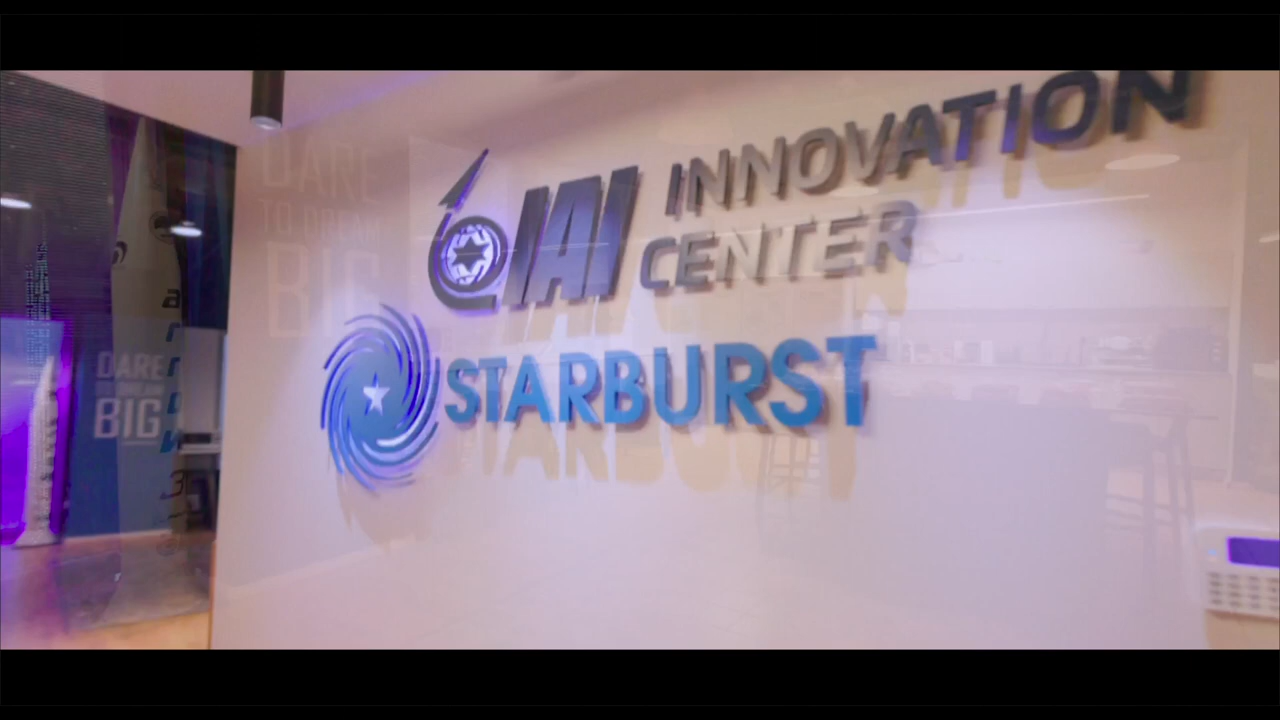 IAI INNOVATION
CENTER
STARBURST
DARE
TO DREAM
BIG
DARE
BIG